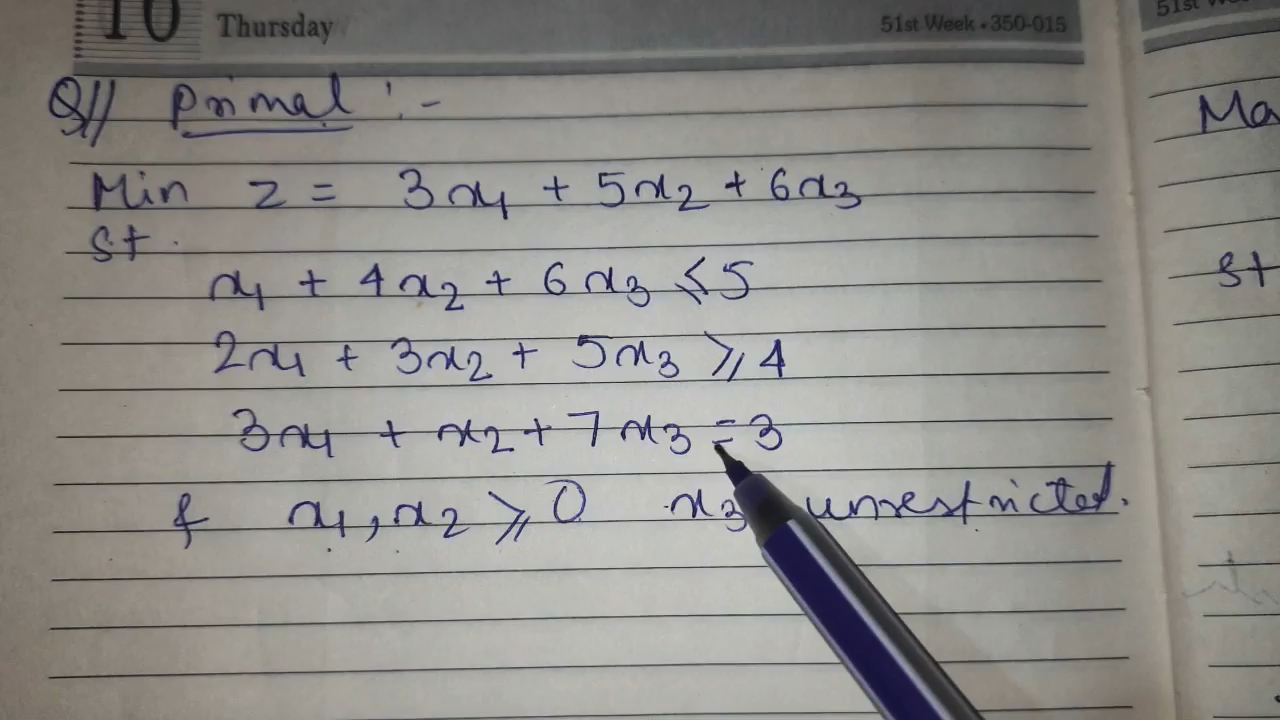 10 Thursday 51st Week • 350-015
51st
Q// Primal :-
Ma
Min z = 3x1 + 5x2 + 6x3
st.
x1 + 4x2 + 6x3 ≤ 5
st
2x1 + 3x2 + 5x3 ≥ 4
3x1 + x2 + 7x3 = 3
& x1, x2 ≥ 0 x3 unrestricted.